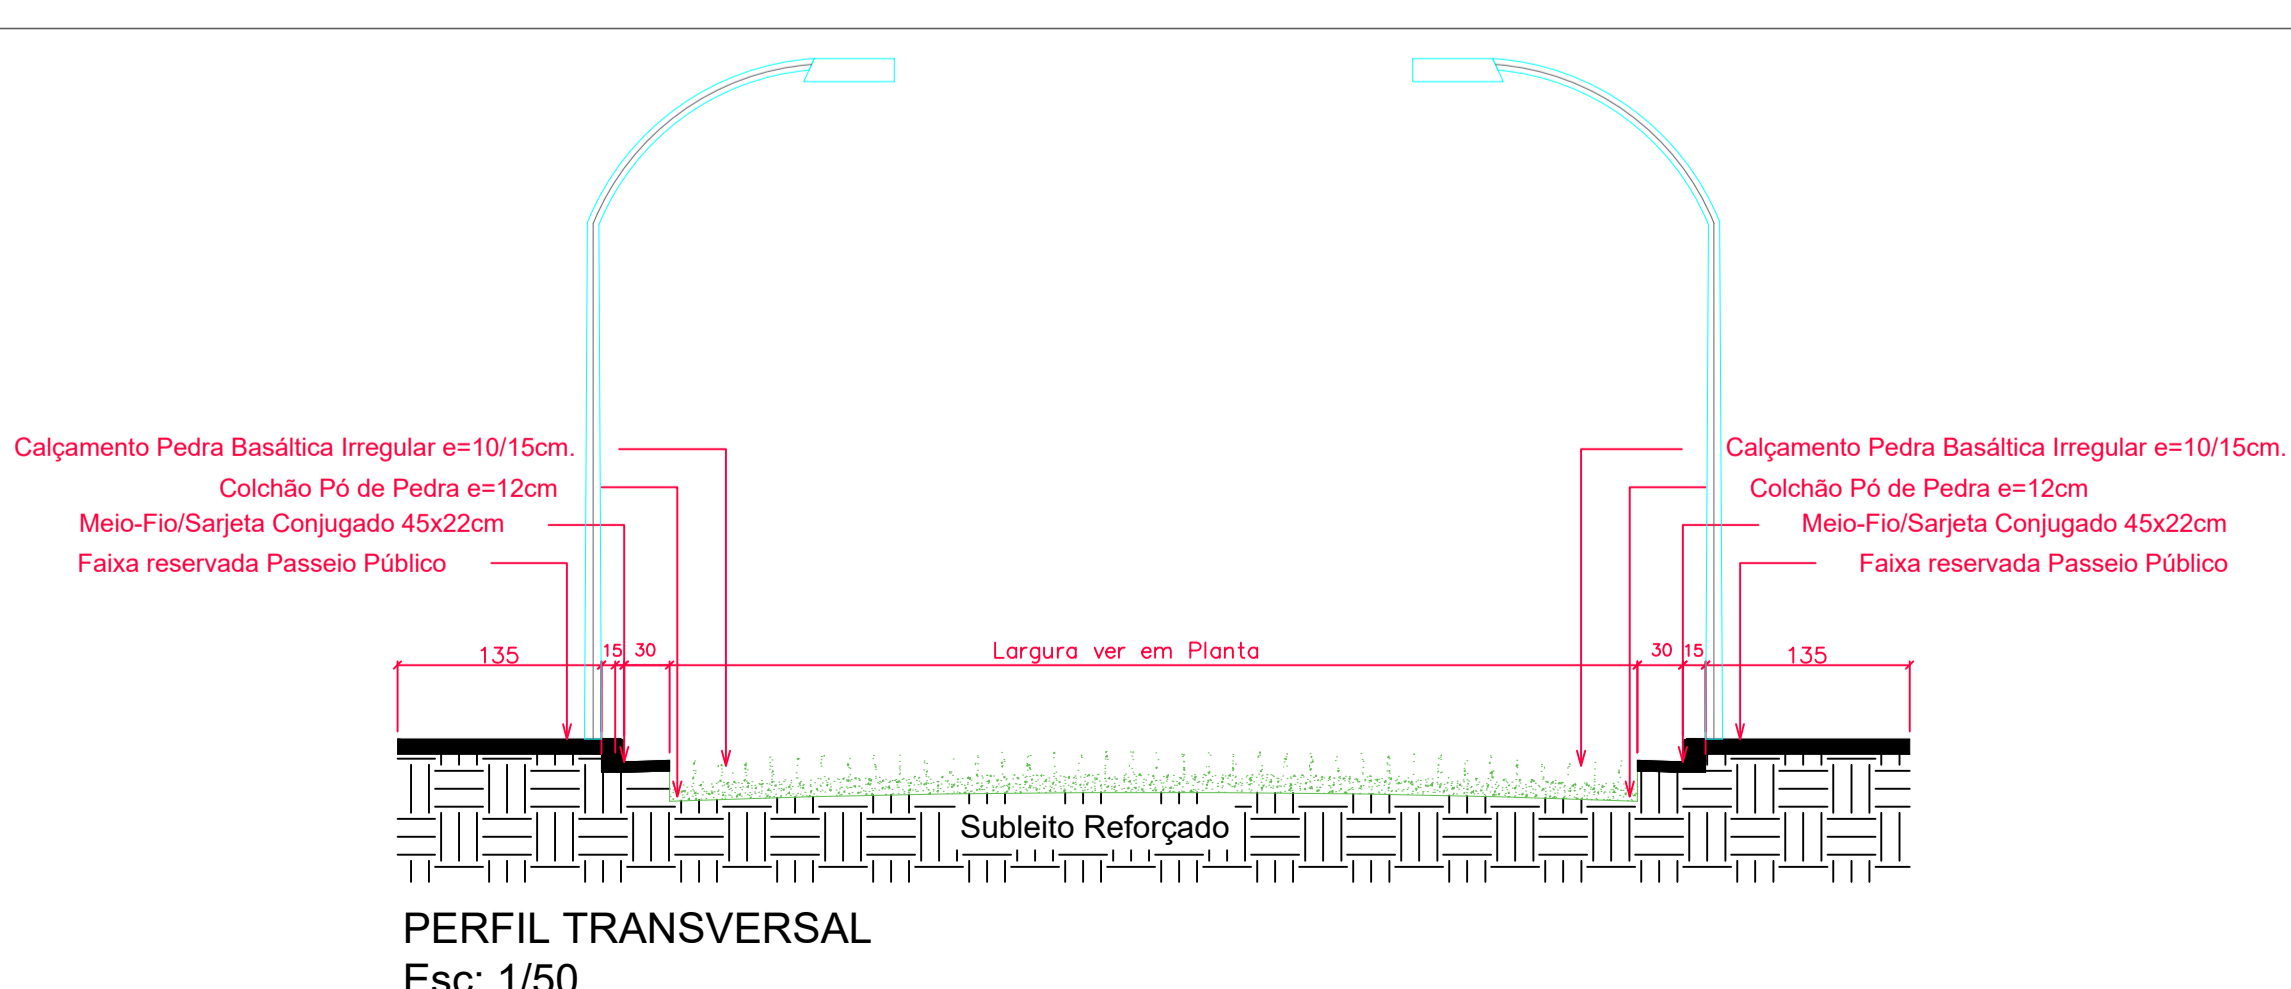 Calçamento Pedra Basáltica Irregular e=10/15cm.
Colchão Pó de Pedra e=12cm
Meio-Fio/Sarjeta Conjugado 45x22cm
Faixa reservada Passeio Público
Calçamento Pedra Basáltica Irregular e=10/15cm.
Colchão Pó de Pedra e=12cm
Meio-Fio/Sarjeta Conjugado 45x22cm
Faixa reservada Passeio Público
135 15 30 Largura ver em Planta 30 15 135
Subleito Reforçado
PERFIL TRANSVERSAL
Esc: 1/50